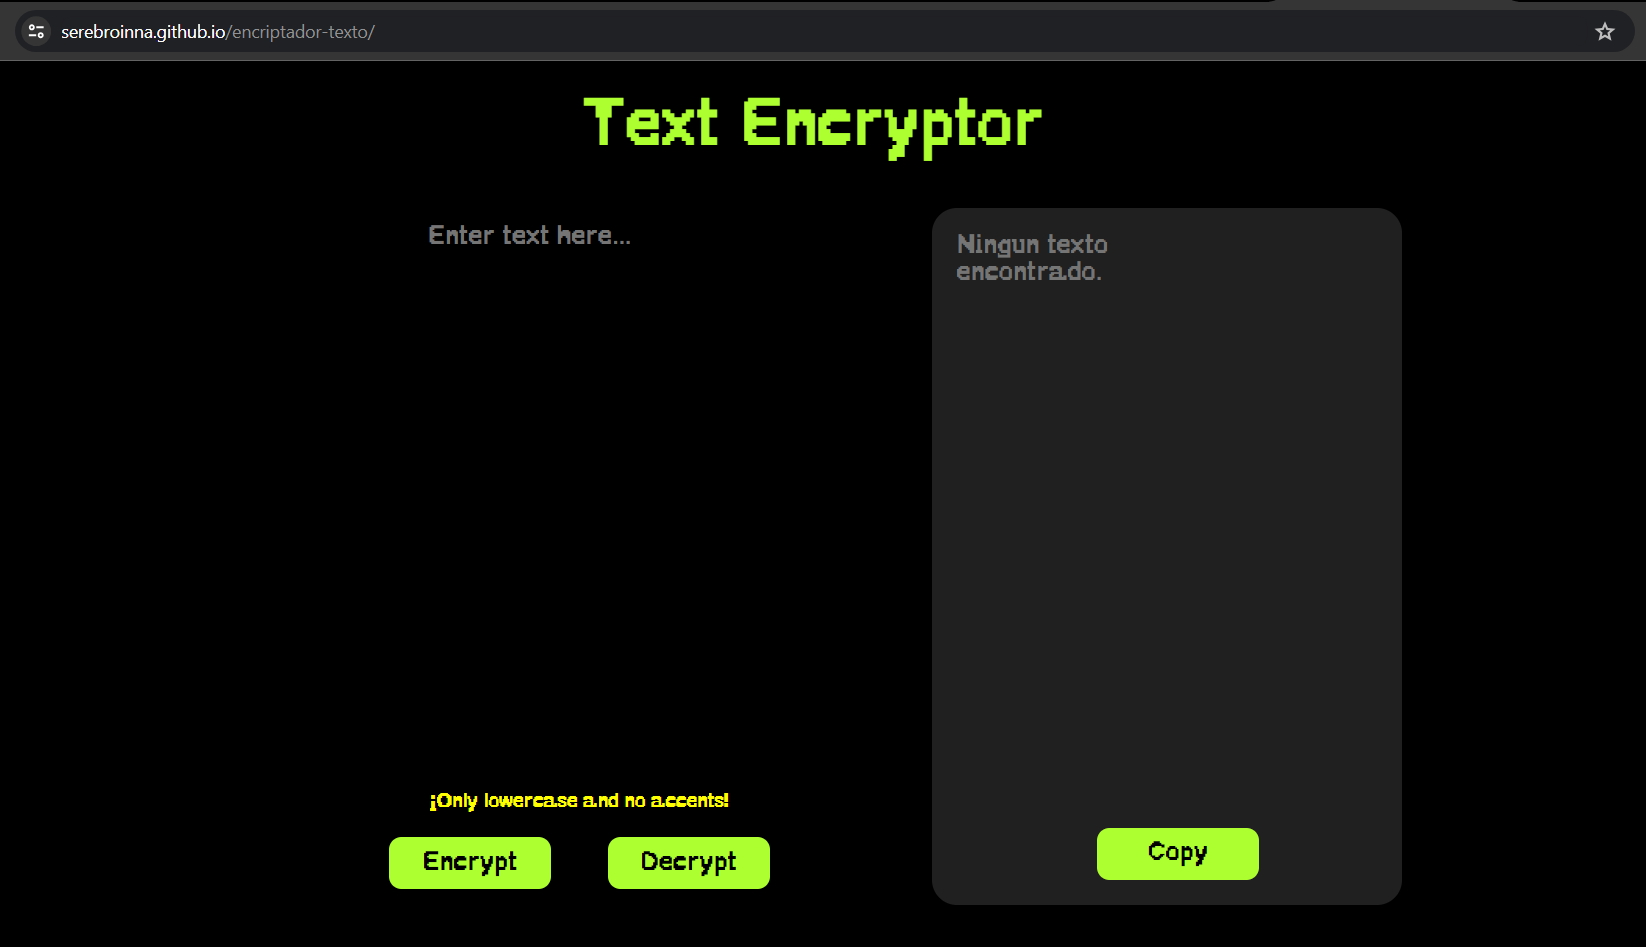 serebroinna.github.io/encriptador-texto/
Text Encryptor
Enter text here...
Ningun texto
encontrado.
¡Only lowercase and no accents!
Encrypt
Decrypt
Copy